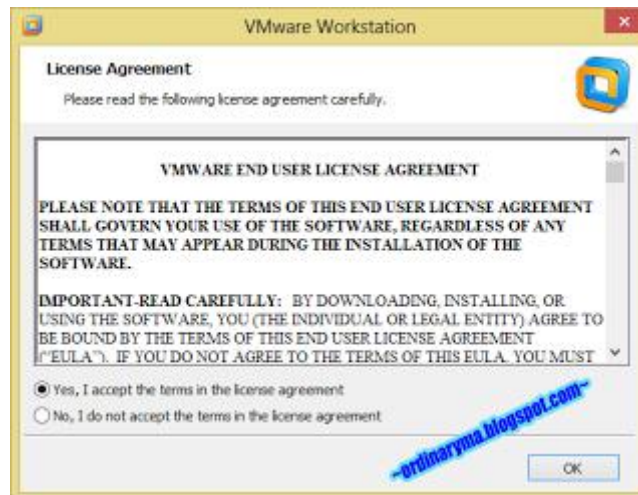 VMware Workstation
License Agreement
Please read the following license agreement carefully.
VMWARE END USER LICENSE AGREEMENT
PLEASE NOTE THAT THE TERMS OF THIS END USER LICENSE AGREEMENT
SHALL GOVERN YOUR USE OF THE SOFTWARE, REGARDLESS OF ANY
TERMS THAT MAY APPEAR DURING THE INSTALLATION OF THE
SOFTWARE.
IMPORTANT-READ CAREFULLY: BY DOWNLOADING, INSTALLING, OR
USING THE SOFTWARE, YOU (THE INDIVIDUAL OR LEGAL ENTITY) AGREE TO
BE BOUND BY THE TERMS OF THIS END USER LICENSE AGREEMENT
("EULA"). IF YOU DO NOT AGREE TO THE TERMS OF THIS EULA, YOU MUST
Yes, I accept the terms in the license agreement
No, I do not accept the terms in the license agreement
~ordinaryma.blogspot.com~
OK